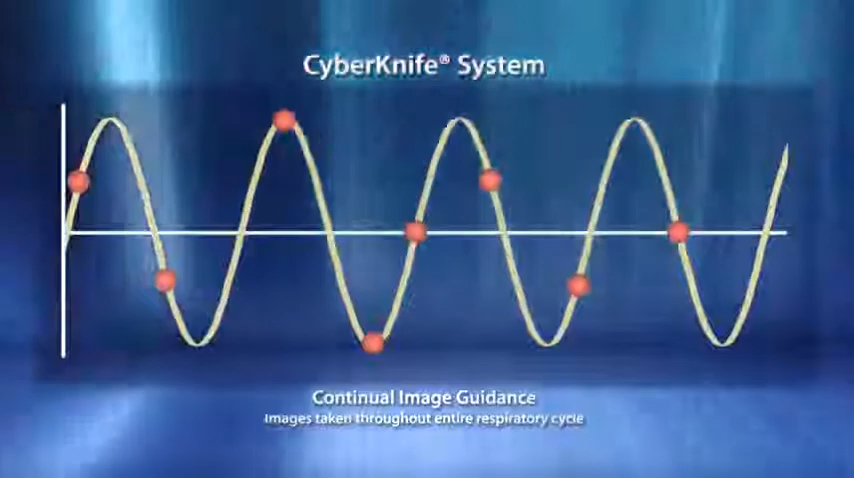 CyberKnife® System
Continual Image Guidance
Images taken throughout entire respiratory cycle